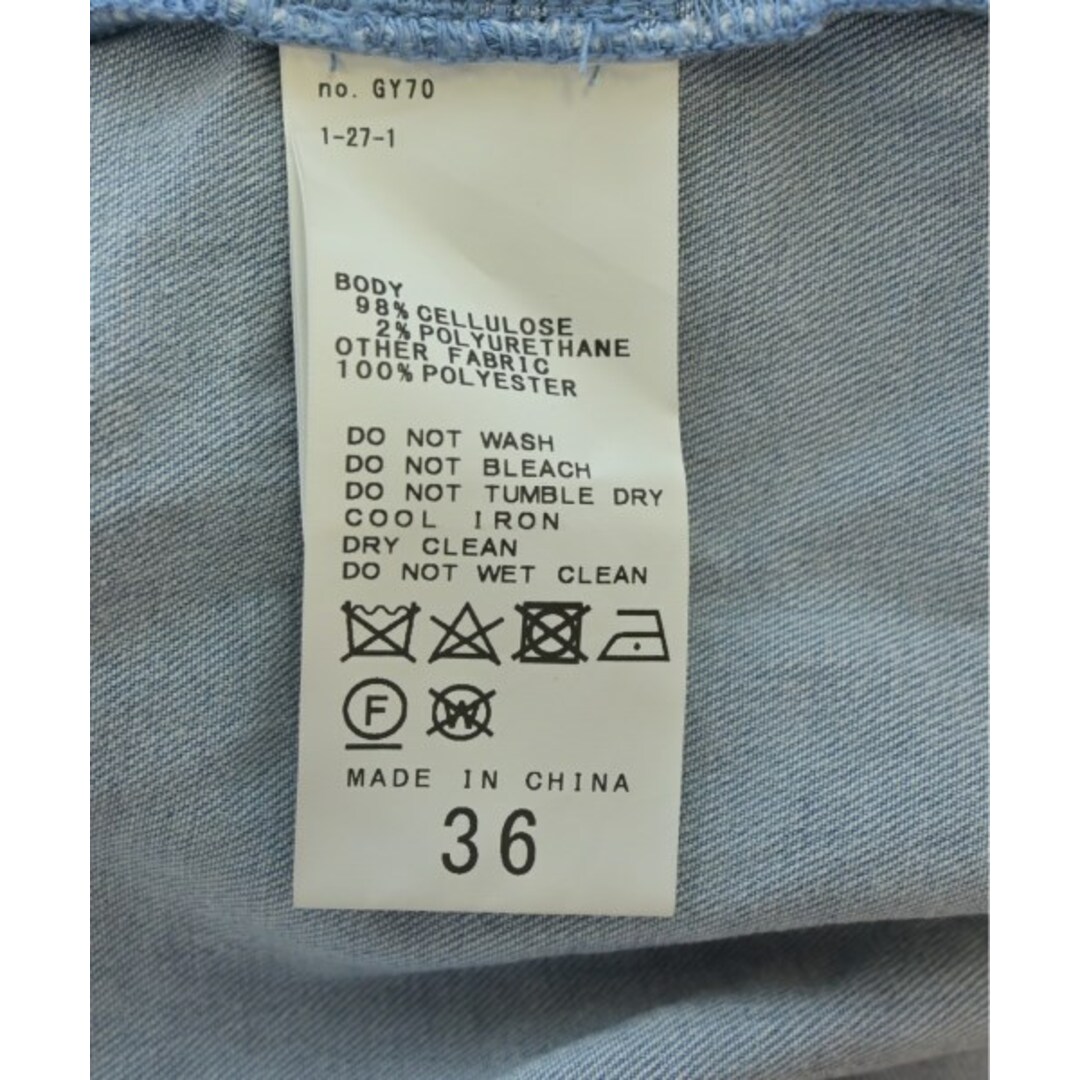 no. GY70
1-27-1
BODY
98% CELLULOSE
2% POLYURETHANE
OTHER FABRIC
100% POLYESTER
DO NOT WASH
DO NOT BLEACH
DO NOT TUMBLE DRY
COOL IRON
DRY CLEAN
DO NOT WET CLEAN
F W
MADE IN CHINA
36